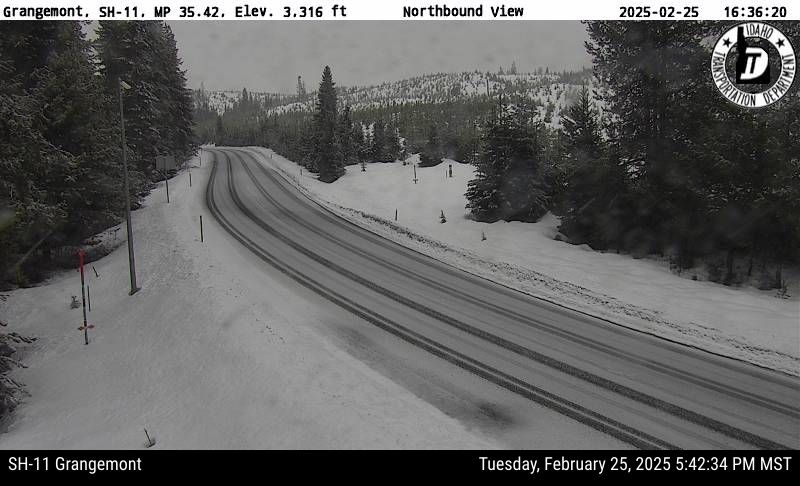 Grangemont, SH-11, MP 35.42, Elev. 3,316 ft Northbound View 2025-02-25 16:36:20
IDAHO
TRANSPORTATION DEPARTMENT
SH-11 Grangemont Tuesday, February 25, 2025 5:42:34 PM MST